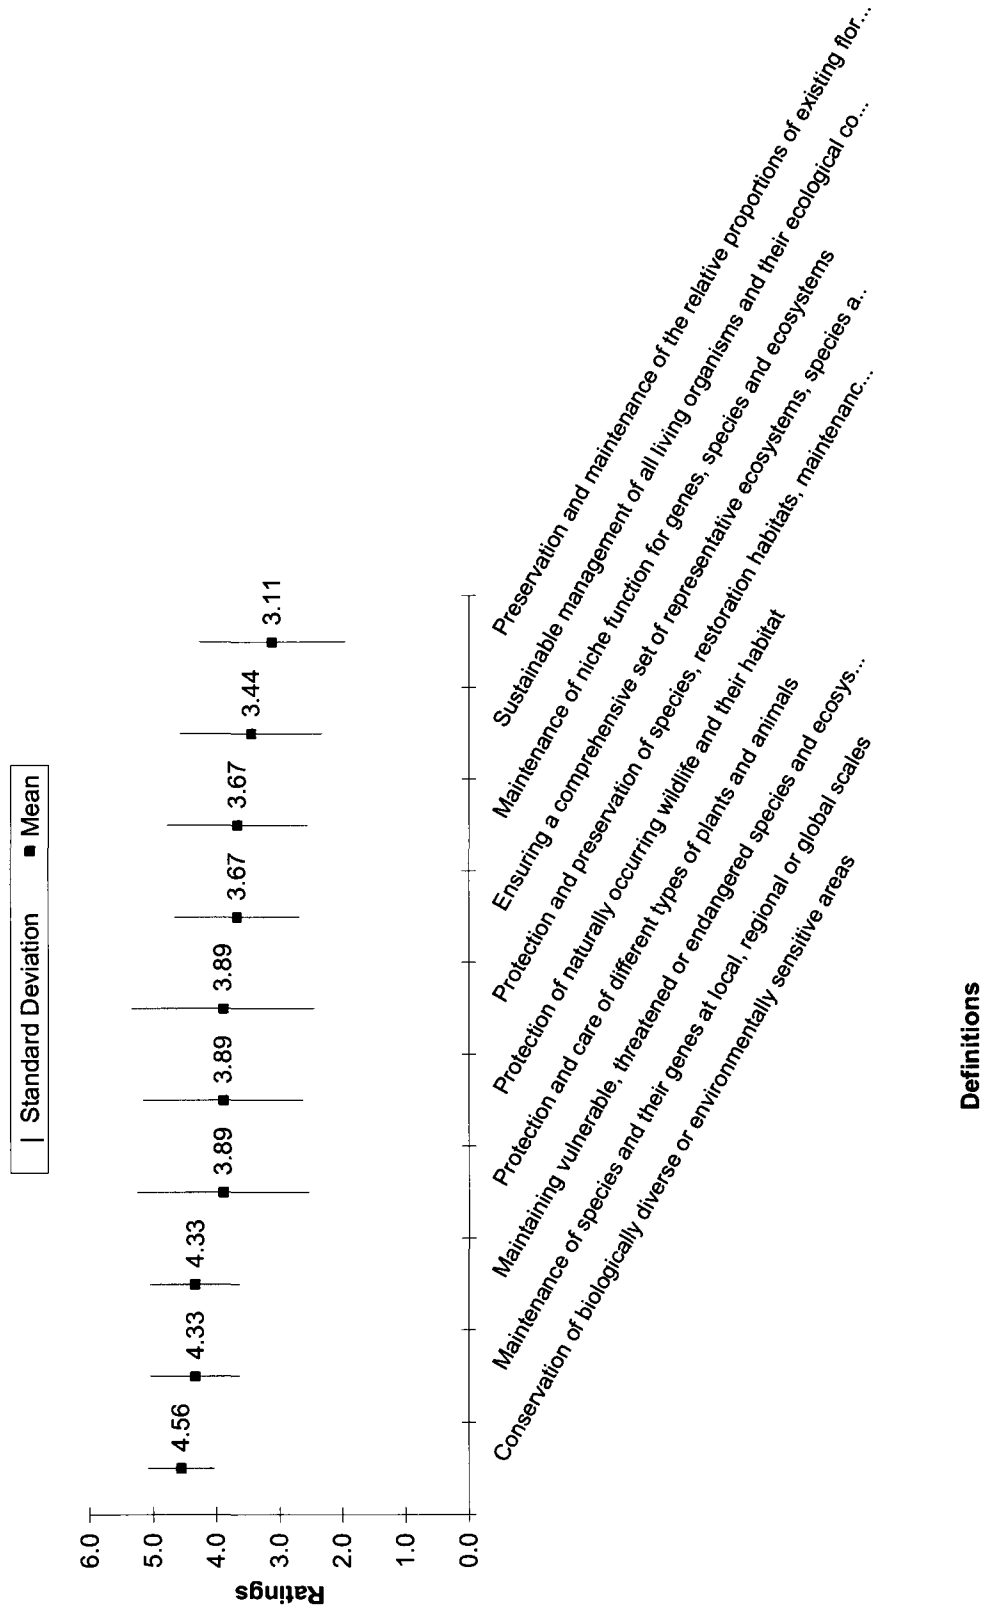 | Standard Deviation ■ Mean
Ratings
6.0
5.0
4.0
3.0
2.0
1.0
0.0
4.56
4.33
4.33
3.89
3.89
3.89
3.67
3.67
3.44
3.11
Conservation of biologically diverse or environmentally sensitive areas
Maintenance of species and their genes at local, regional or global scales
Maintaining vulnerable, threatened or endangered species and ecosys...
Protection and care of different types of plants and animals
Protection of naturally occurring wildlife and their habitat
Protection and preservation of species, restoration habitats, maintenanc...
Ensuring a comprehensive set of representative ecosystems, species a..
Maintenance of niche function for genes, species and ecosystems
Sustainable management of all living organisms and their ecological co...
Preservation and maintenance of the relative proportions of existing flor...
Definitions